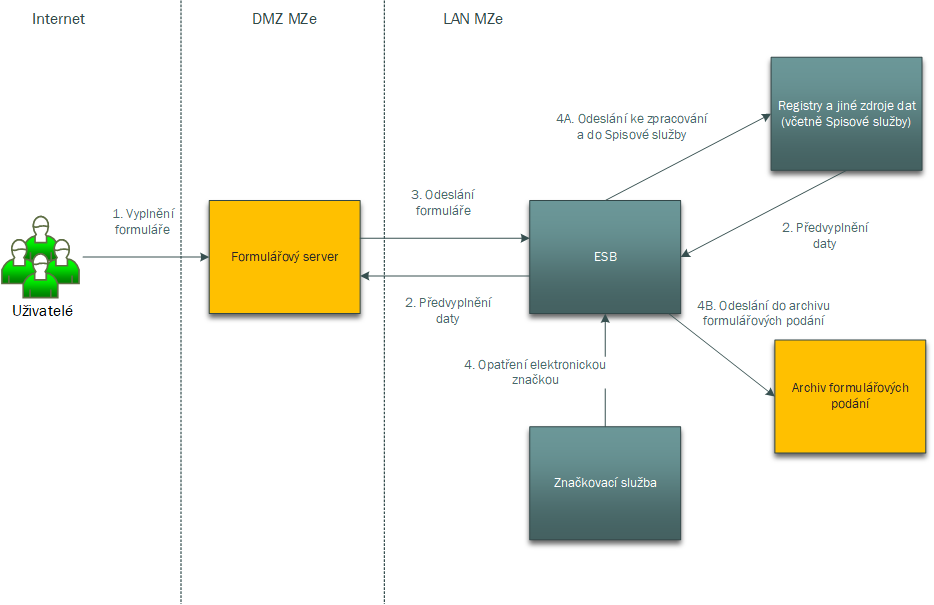 Internet
DMZ MZe
LAN MZe
Registry a jiné zdroje dat
(včetně Spisové služby)
4A. Odeslání ke zpracování
a do Spisové služby
3. Odeslání
formuláře
1. Vyplnění
formuláře
2. Předvyplnění
daty
Formulářový server
ESB
Uživatelé
2. Předvyplnění
daty
4B. Odeslání do archivu
formulářových podání
4. Opatření elektronickou
značkou
Archiv formulářových
podání
Značkovací služba